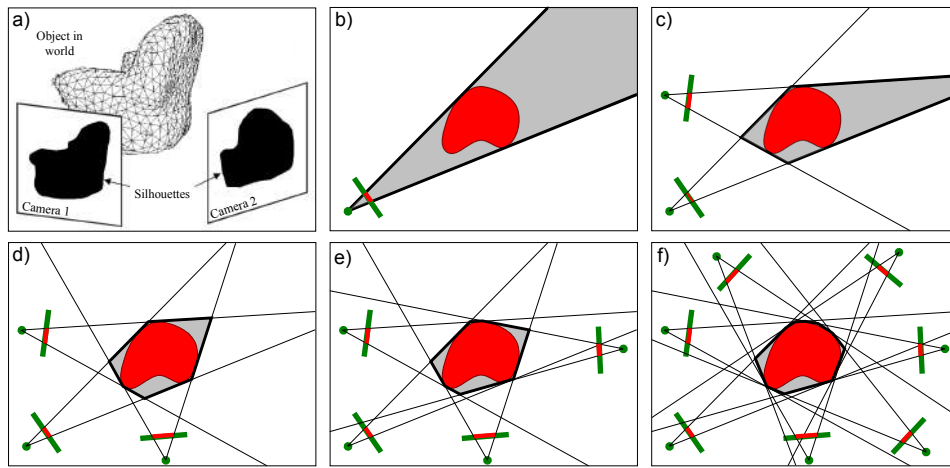 a)
Object in
world
Silhouettes
Camera 1
Camera 2
b)
c)
d)
e)
f)